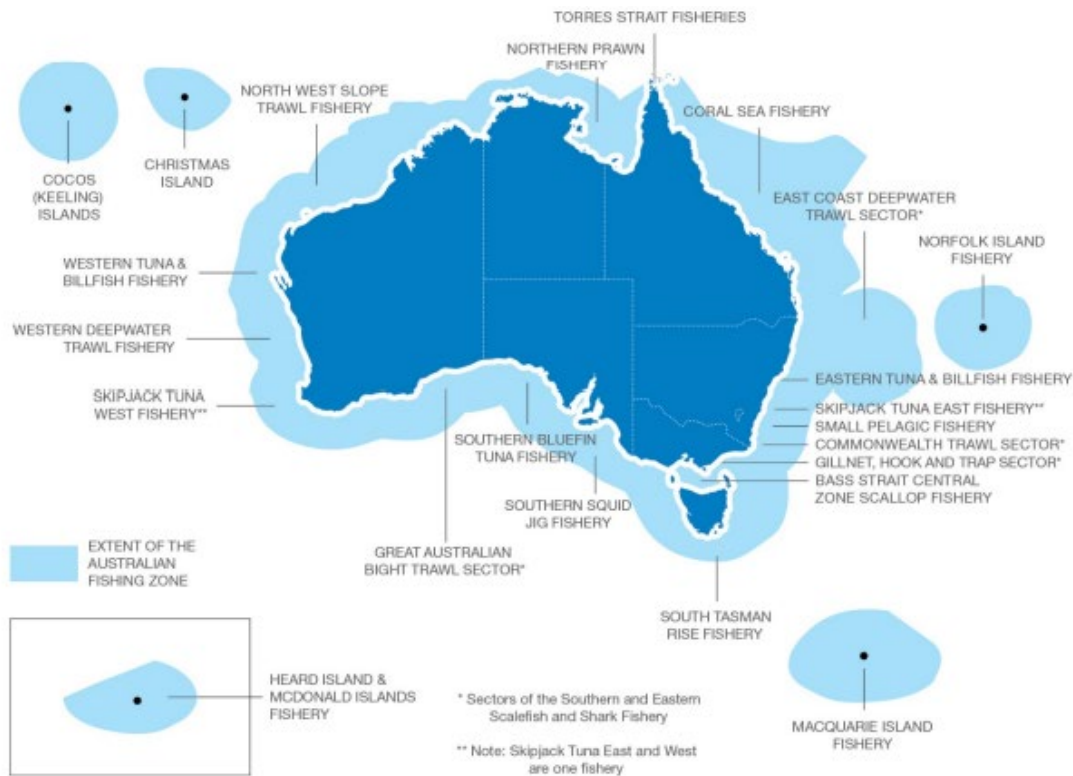 TORRES STRAIT FISHERIES
NORTHERN PRAWN
FISHERY
NORTH WEST SLOPE
TRAWL FISHERY
CORAL SEA FISHERY
CHRISTMAS
ISLAND
COCOS
(KEELING)
ISLANDS
EAST COAST DEEPWATER
TRAWL SECTOR*
NORFOLK ISLAND
FISHERY
WESTERN TUNA &
BILLFISH FISHERY
WESTERN DEEPWATER
TRAWL FISHERY
SKIPJACK TUNA
WEST FISHERY**
EASTERN TUNA & BILLFISH FISHERY
SKIPJACK TUNA EAST FISHERY**
SMALL PELAGIC FISHERY
COMMONWEALTH TRAWL SECTOR*
GILLNET, HOOK AND TRAP SECTOR*
BASS STRAIT CENTRAL
ZONE SCALLOP FISHERY
SOUTHERN BLUEFIN
TUNA FISHERY
SOUTHERN SQUID
JIG FISHERY
GREAT AUSTRALIAN
BIGHT TRAWL SECTOR*
EXTENT OF THE
AUSTRALIAN
FISHING ZONE
SOUTH TASMAN
RISE FISHERY
HEARD ISLAND &
MCDONALD ISLANDS
FISHERY
* Sectors of the Southern and Eastern
Scalefish and Shark Fishery
** Note: Skipjack Tuna East and West
are one fishery
MACQUARIE ISLAND
FISHERY